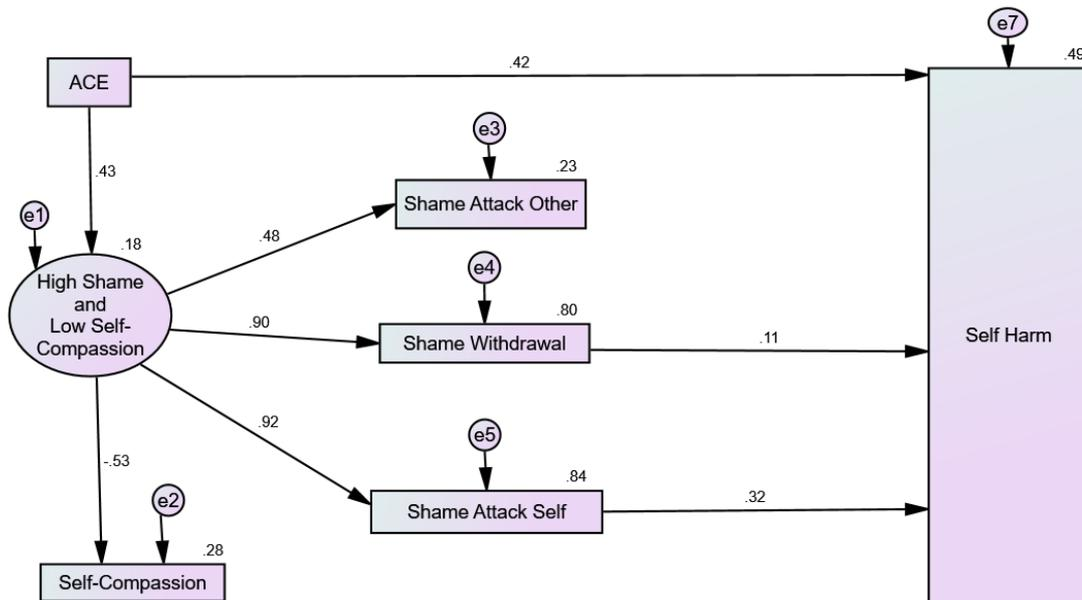 e7
.49
ACE
.42
e3
.43
.23
Shame Attack Other
e1
.48
.18
High Shame
and
Low Self-
Compassion
e4
.80
.90
Shame Withdrawal
.11
Self Harm
.92
e5
.84
Shame Attack Self
.32
-.53
e2
.28
Self-Compassion